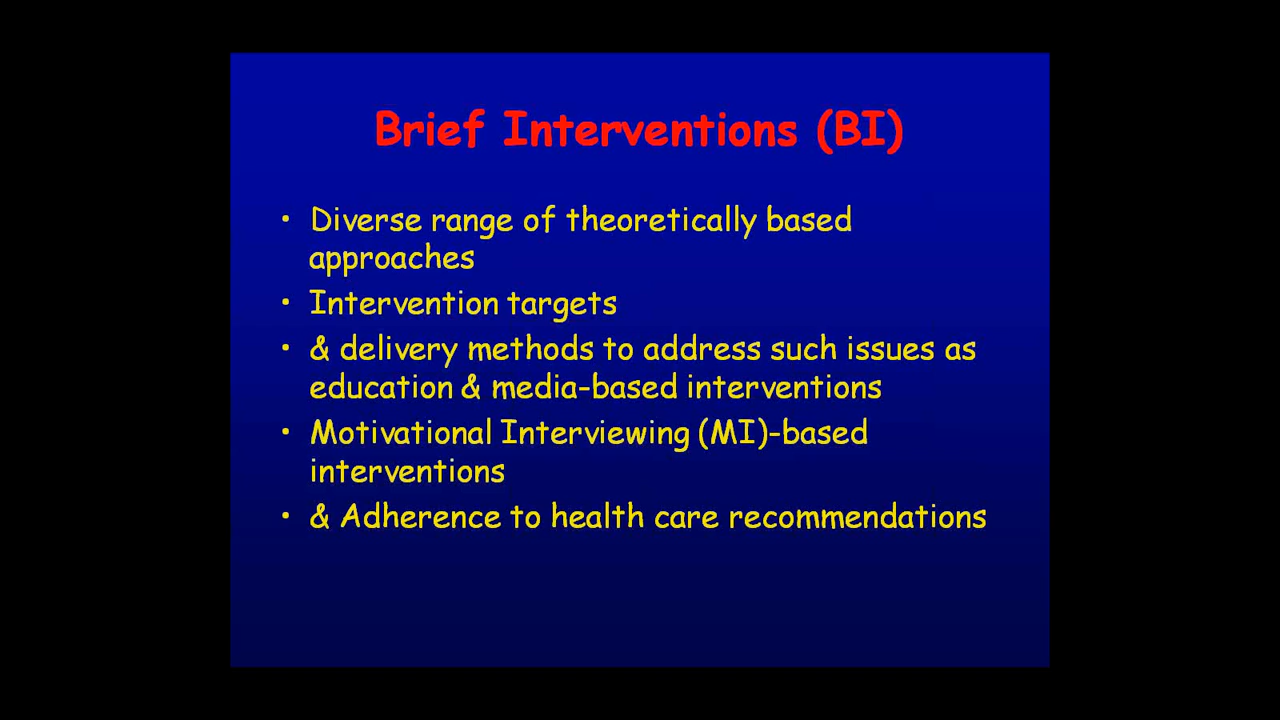 Brief Interventions (BI)
• Diverse range of theoretically based
approaches
• Intervention targets
• & delivery methods to address such issues as
education & media-based interventions
• Motivational Interviewing (MI)-based
interventions
• & Adherence to health care recommendations